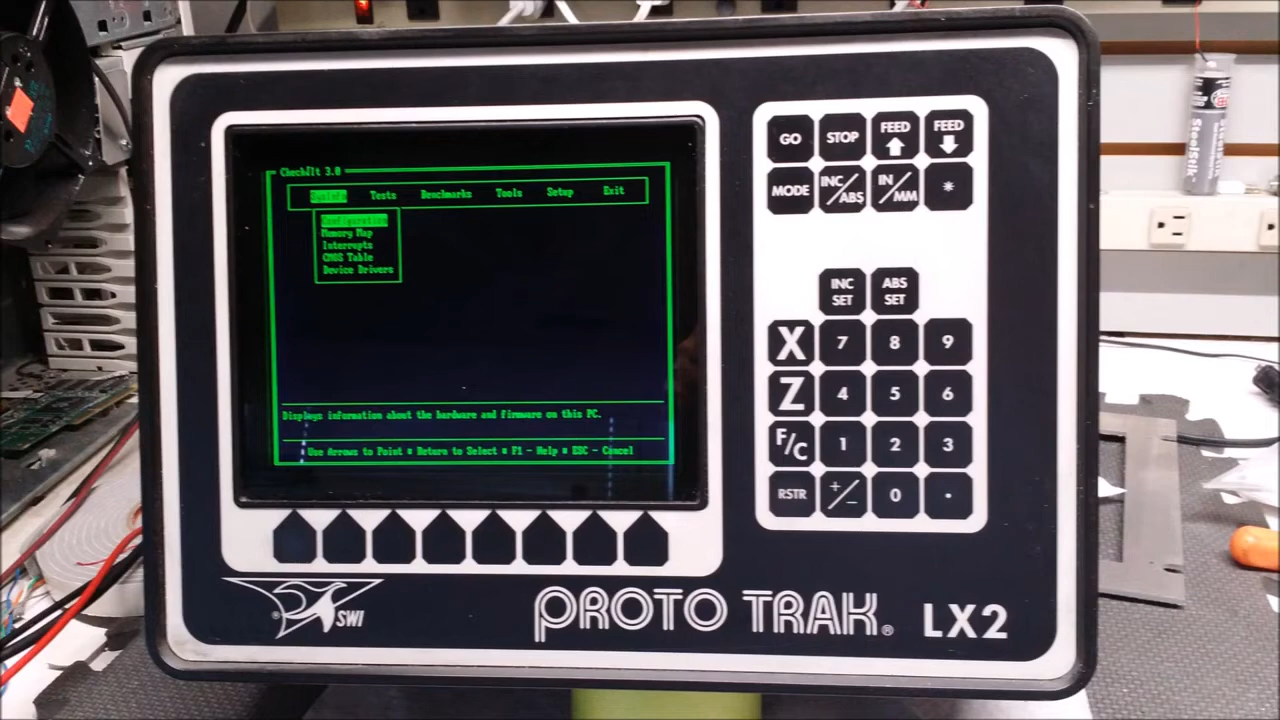 CheckIt 3.0
SysInfo Tests Benchmarks Tools Setup Exit
Configuration
Memory Map
Interrupts
CMOS Table
Device Drivers
Displays information about the hardware and firmware on this PC.
Use Arrows to Point ■ Return to Select ■ F1 - Help ■ ESC - Cancel
GO STOP FEED FEED
MODE INC/ABS IN/MM *
INC SET ABS SET
X 7 8 9
Z 4 5 6
F/C 1 2 3
RSTR +/- 0 .
® SWI
PROTO TRAK® LX2
SteelStik